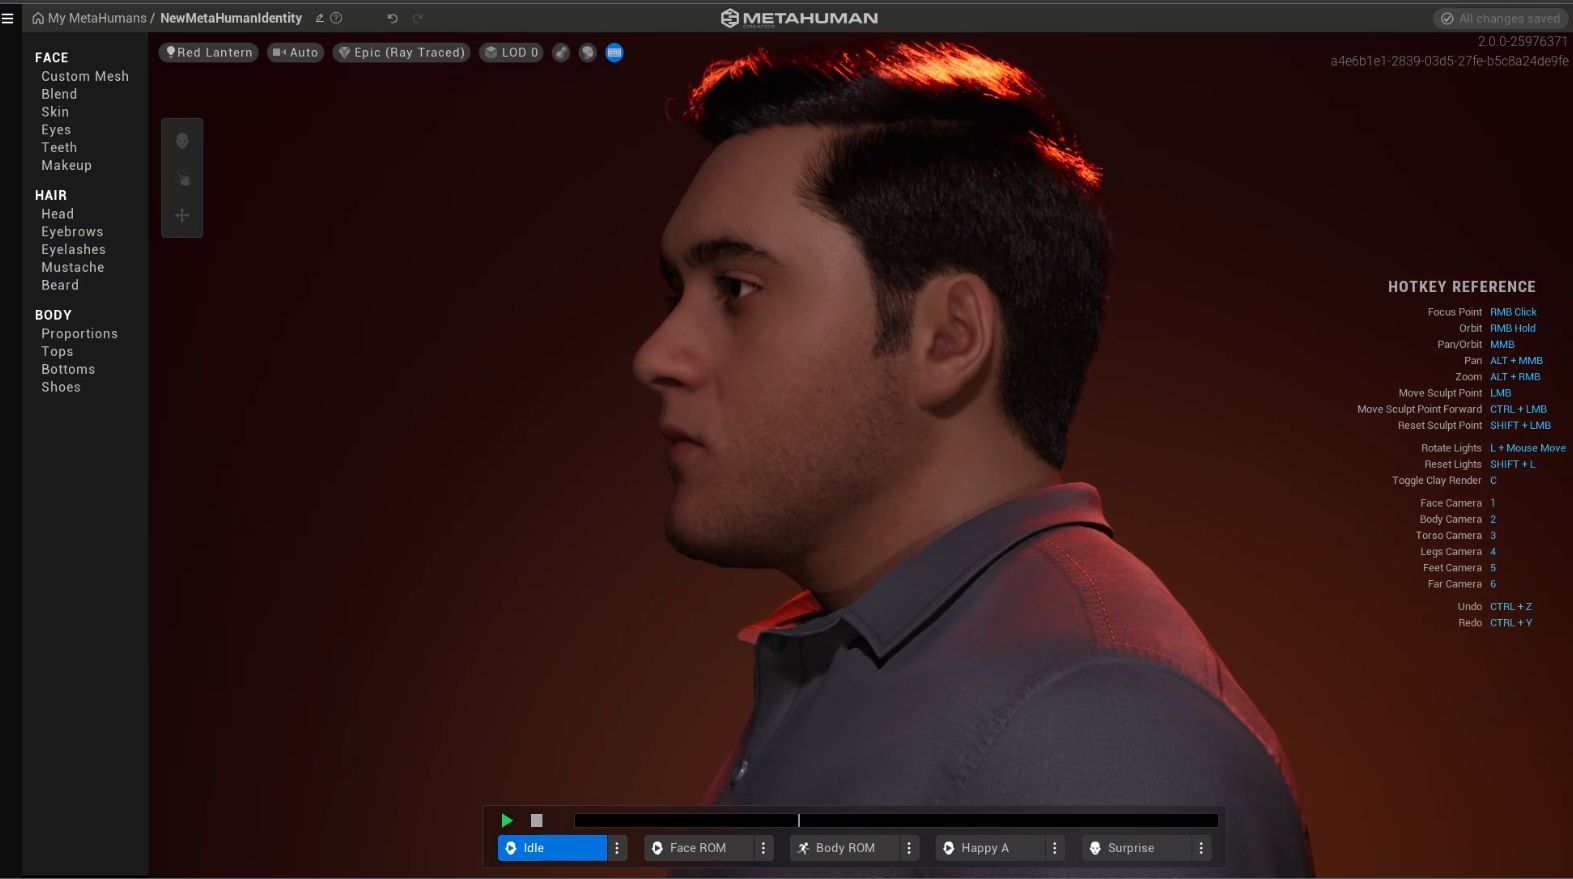 My MetaHumans / NewMetaHumanIdentity
METAHUMAN
CREATOR
All changes saved
Red Lantern
Auto
Epic (Ray Traced)
LOD 0
2.0.0-25976371
a4e6b1e1-2839-03d5-27fe-b5c8a24de9fe
FACE
Custom Mesh
Blend
Skin
Eyes
Teeth
Makeup
HAIR
Head
Eyebrows
Eyelashes
Mustache
Beard
BODY
Proportions
Tops
Bottoms
Shoes
HOTKEY REFERENCE
Focus Point RMB Click
Orbit RMB Hold
Pan/Orbit MMB
Pan ALT + MMB
Zoom ALT + RMB
Move Sculpt Point LMB
Move Sculpt Point Forward CTRL + LMB
Reset Sculpt Point SHIFT + LMB
Rotate Lights L + Mouse Move
Reset Lights SHIFT + L
Toggle Clay Render C
Face Camera 1
Body Camera 2
Torso Camera 3
Legs Camera 4
Feet Camera 5
Far Camera 6
Undo CTRL + Z
Redo CTRL + Y
Idle
Face ROM
Body ROM
Happy A
Surprise